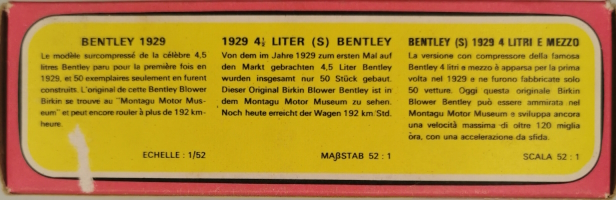 BENTLEY 1929
Le modèle surcompressé de la célèbre 4,5
litres Bentley paru pour la première fois en
1929, et 50 exemplaires seulement en furent
construits. L'original de cette Bentley Blower
Birkin se trouve au "Montagu Motor Mus-
eum" et peut encore rouler à plus de 192 km-
heure.
ECHELLE : 1/52
1929 4½ LITER (S) BENTLEY
Von dem im Jahre 1929 zum ersten Mal auf
den Markt gebrachten 4,5 Liter Bentley
wurden insgesamt nur 50 Stück gebaut.
Dieser Original Birkin Blower Bentley ist in
dem Montagu Motor Museum zu sehen.
Noch heute erreicht der Wagen 192 km/Std.
MAβSTAB 52 : 1
BENTLEY (S) 1929 4 LITRI E MEZZO
La versione con compressore della famosa
Bentley 4 litri e mezzo è apparsa per la prima
volta nel 1929 e ne furono fabbricate solo
50 vetture. Oggi questa originale Birkin
Blower Bentley può essere ammirata nel
Montagu Motor Museum e sviluppa ancora
una velocità massima di oltre 120 miglia
òra, con una accelerazione da sfida.
SCALA 52 : 1